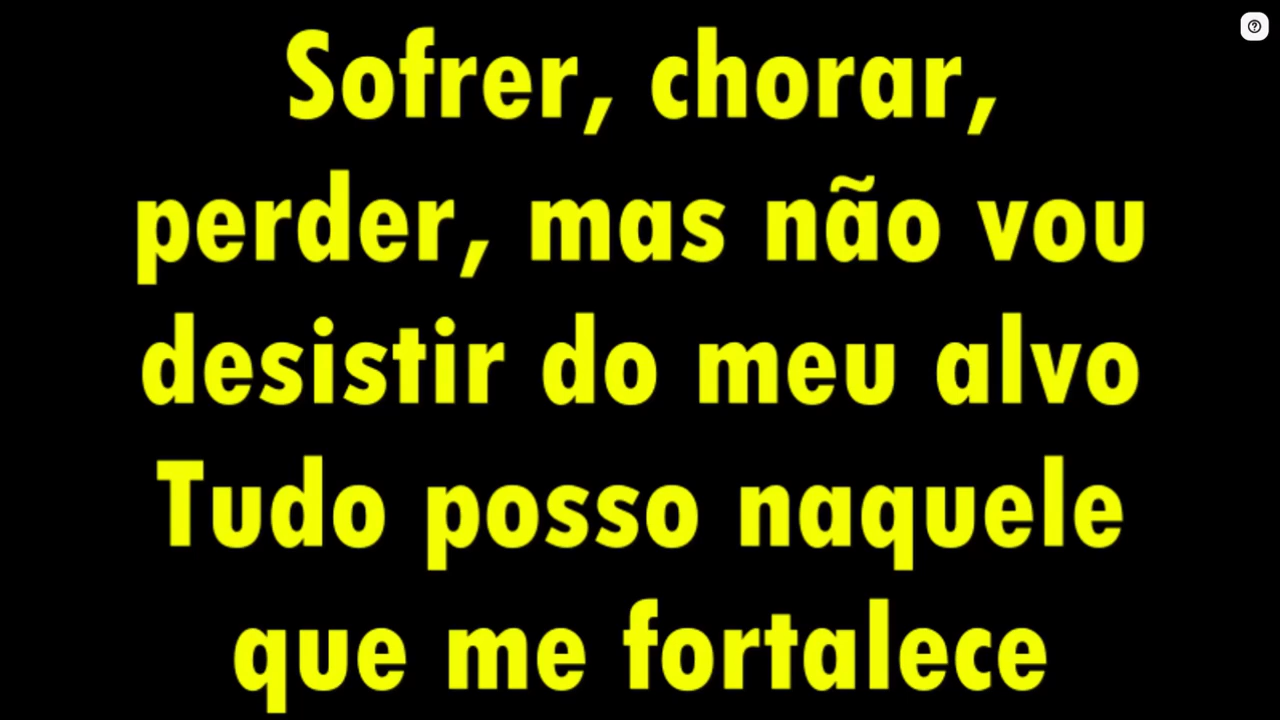 Sofrer, chorar,
perder, mas não vou
desistir do meu alvo
Tudo posso naquele
que me fortalece